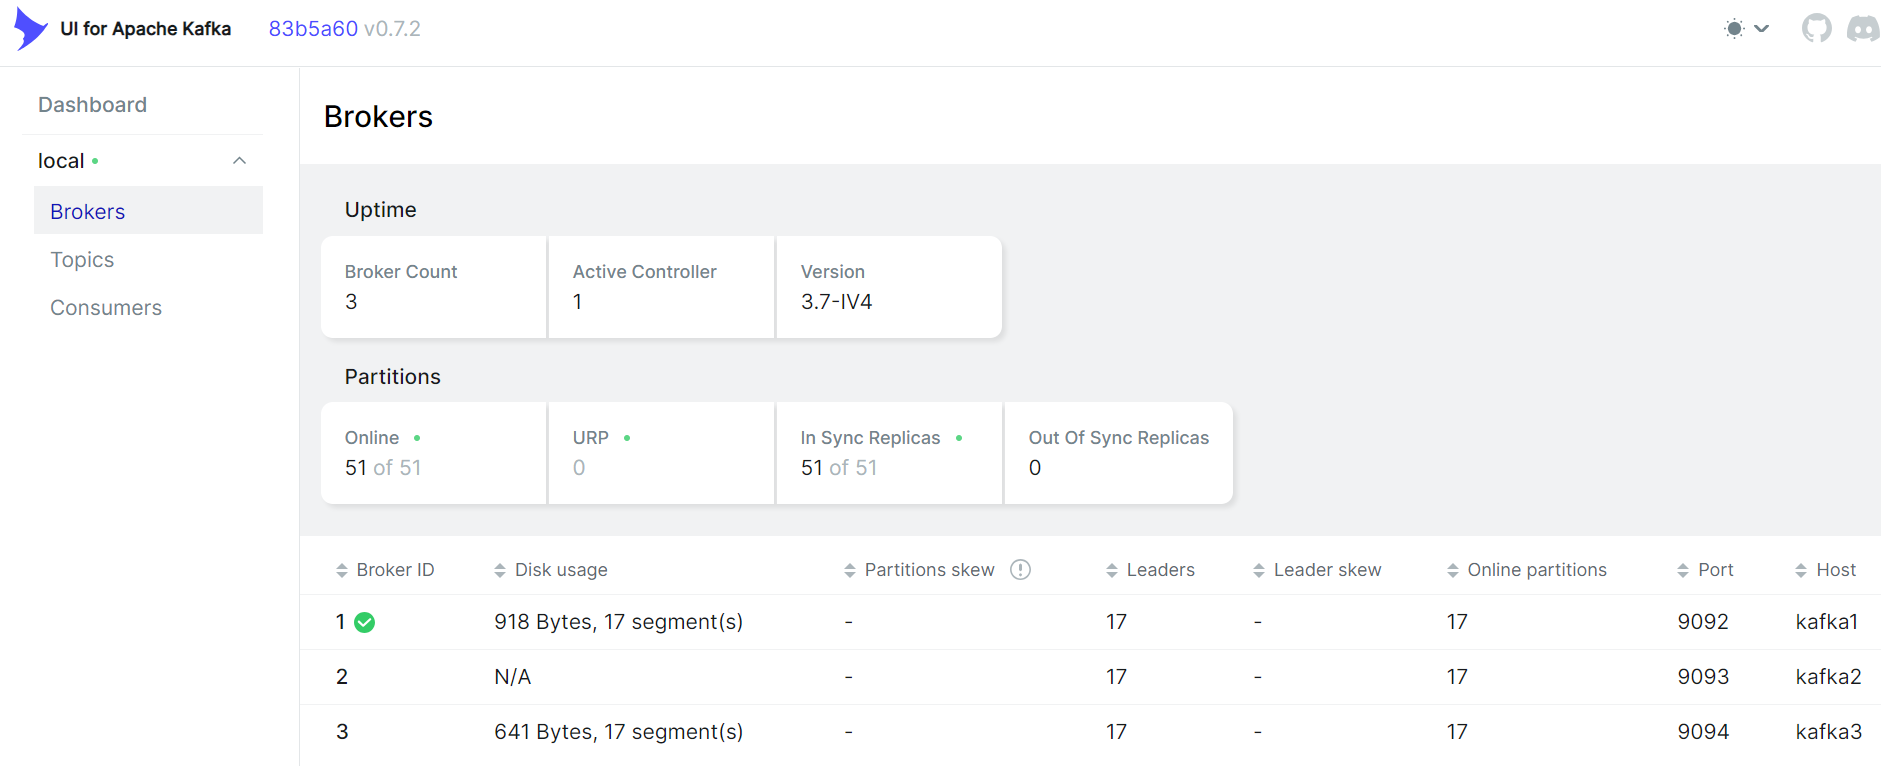 UI for Apache Kafka 83b5a60 v0.7.2
Dashboard
local
Brokers
Topics
Consumers
Brokers
Uptime
Broker Count Active Controller Version
3 1 3.7-IV4
Partitions
Online URP In Sync Replicas Out Of Sync Replicas
51 of 51 0 51 of 51 0
Broker ID Disk usage Partitions skew Leaders Leader skew Online partitions Port Host
1 918 Bytes, 17 segment(s) - 17 - 17 9092 kafka1
2 N/A - 17 - 17 9093 kafka2
3 641 Bytes, 17 segment(s) - 17 - 17 9094 kafka3